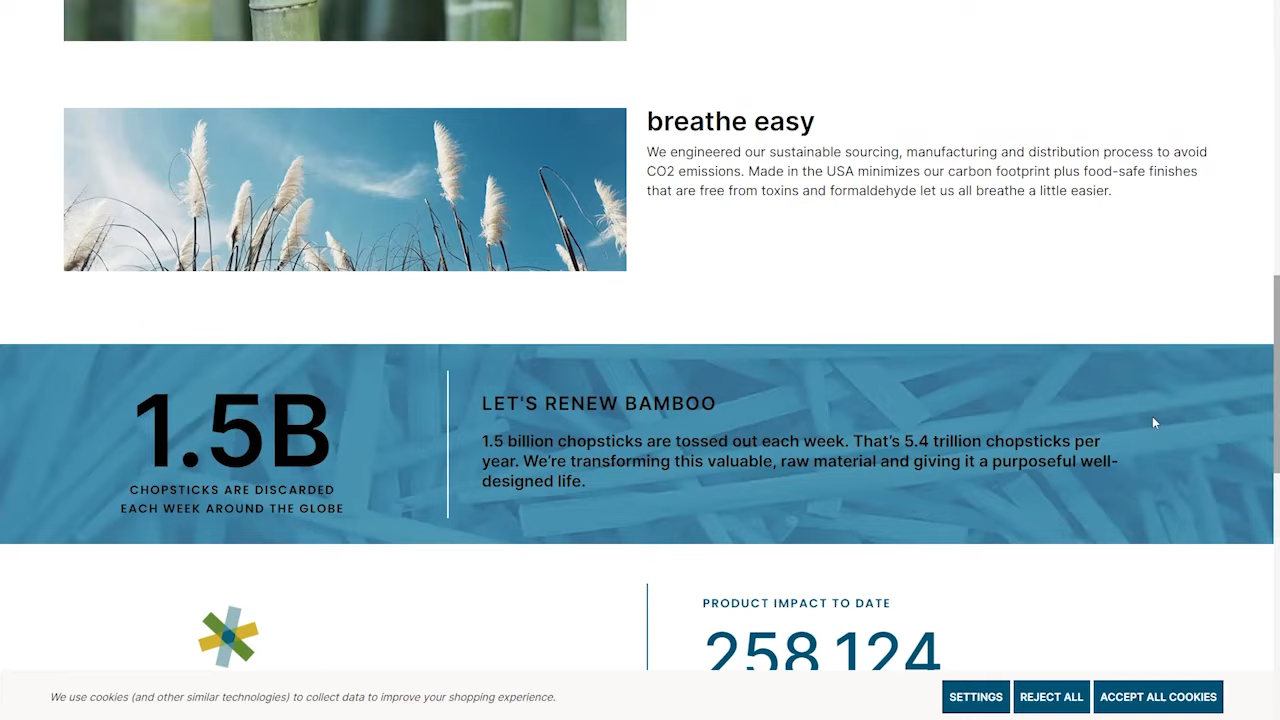 breathe easy
We engineered our sustainable sourcing, manufacturing and distribution process to avoid
CO2 emissions. Made in the USA minimizes our carbon footprint plus food-safe finishes
that are free from toxins and formaldehyde let us all breathe a little easier.
1.5B
CHOPSTICKS ARE DISCARDED
EACH WEEK AROUND THE GLOBE
LET'S RENEW BAMBOO
1.5 billion chopsticks are tossed out each week. That’s 5.4 trillion chopsticks per
year. We’re transforming this valuable, raw material and giving it a purposeful well-
designed life.
PRODUCT IMPACT TO DATE
258,124
We use cookies (and other similar technologies) to collect data to improve your shopping experience.
SETTINGS
REJECT ALL
ACCEPT ALL COOKIES